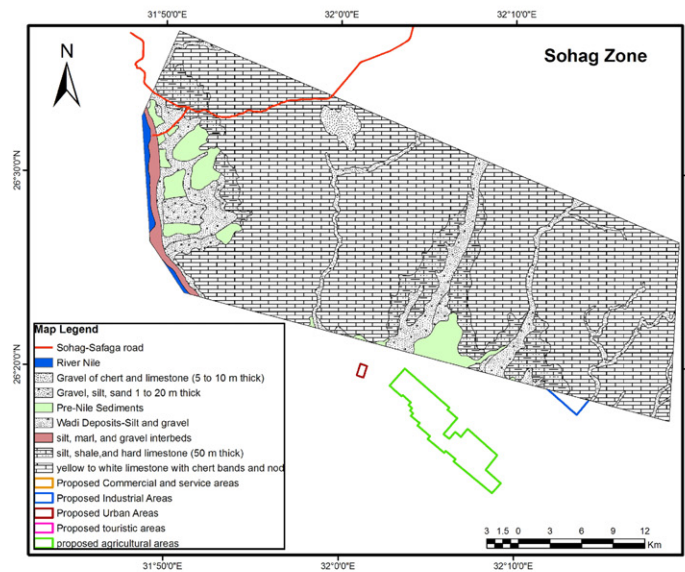 31°50'0"E 32°0'0"E 32°10'0"E
N
Sohag Zone
26°30'0"N
26°20'0"N
Map Legend
Sohag-Safaga road
River Nile
Gravel of chert and limestone (5 to 10 m thick)
Gravel, silt, sand 1 to 20 m thick
Pre-Nile Sediments
Wadi Deposits-Silt and gravel
silt, marl, and gravel interbeds
silt, shale,and hard limestone (50 m thick)
yellow to white limestone with chert bands and nod
Proposed Commercial and service areas
Proposed Industrial Areas
Proposed Urban Areas
Proposed touristic areas
proposed agricultural areas
3 1.5 0 3 6 9 12
Km
31°50'0"E 32°0'0"E 32°10'0"E